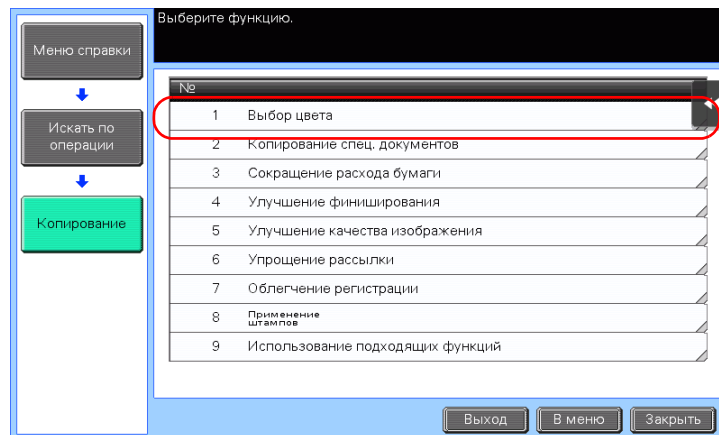 Выберите функцию.
Меню справки
Искать по
операции
Копирование
№
1 Выбор цвета
2 Копирование спец. документов
3 Сокращение расхода бумаги
4 Улучшение финиширования
5 Улучшение качества изображения
6 Упрощение рассылки
7 Облегчение регистрации
8 Применение
штампов
9 Использование подходящих функций
Выход
В меню
Закрыть